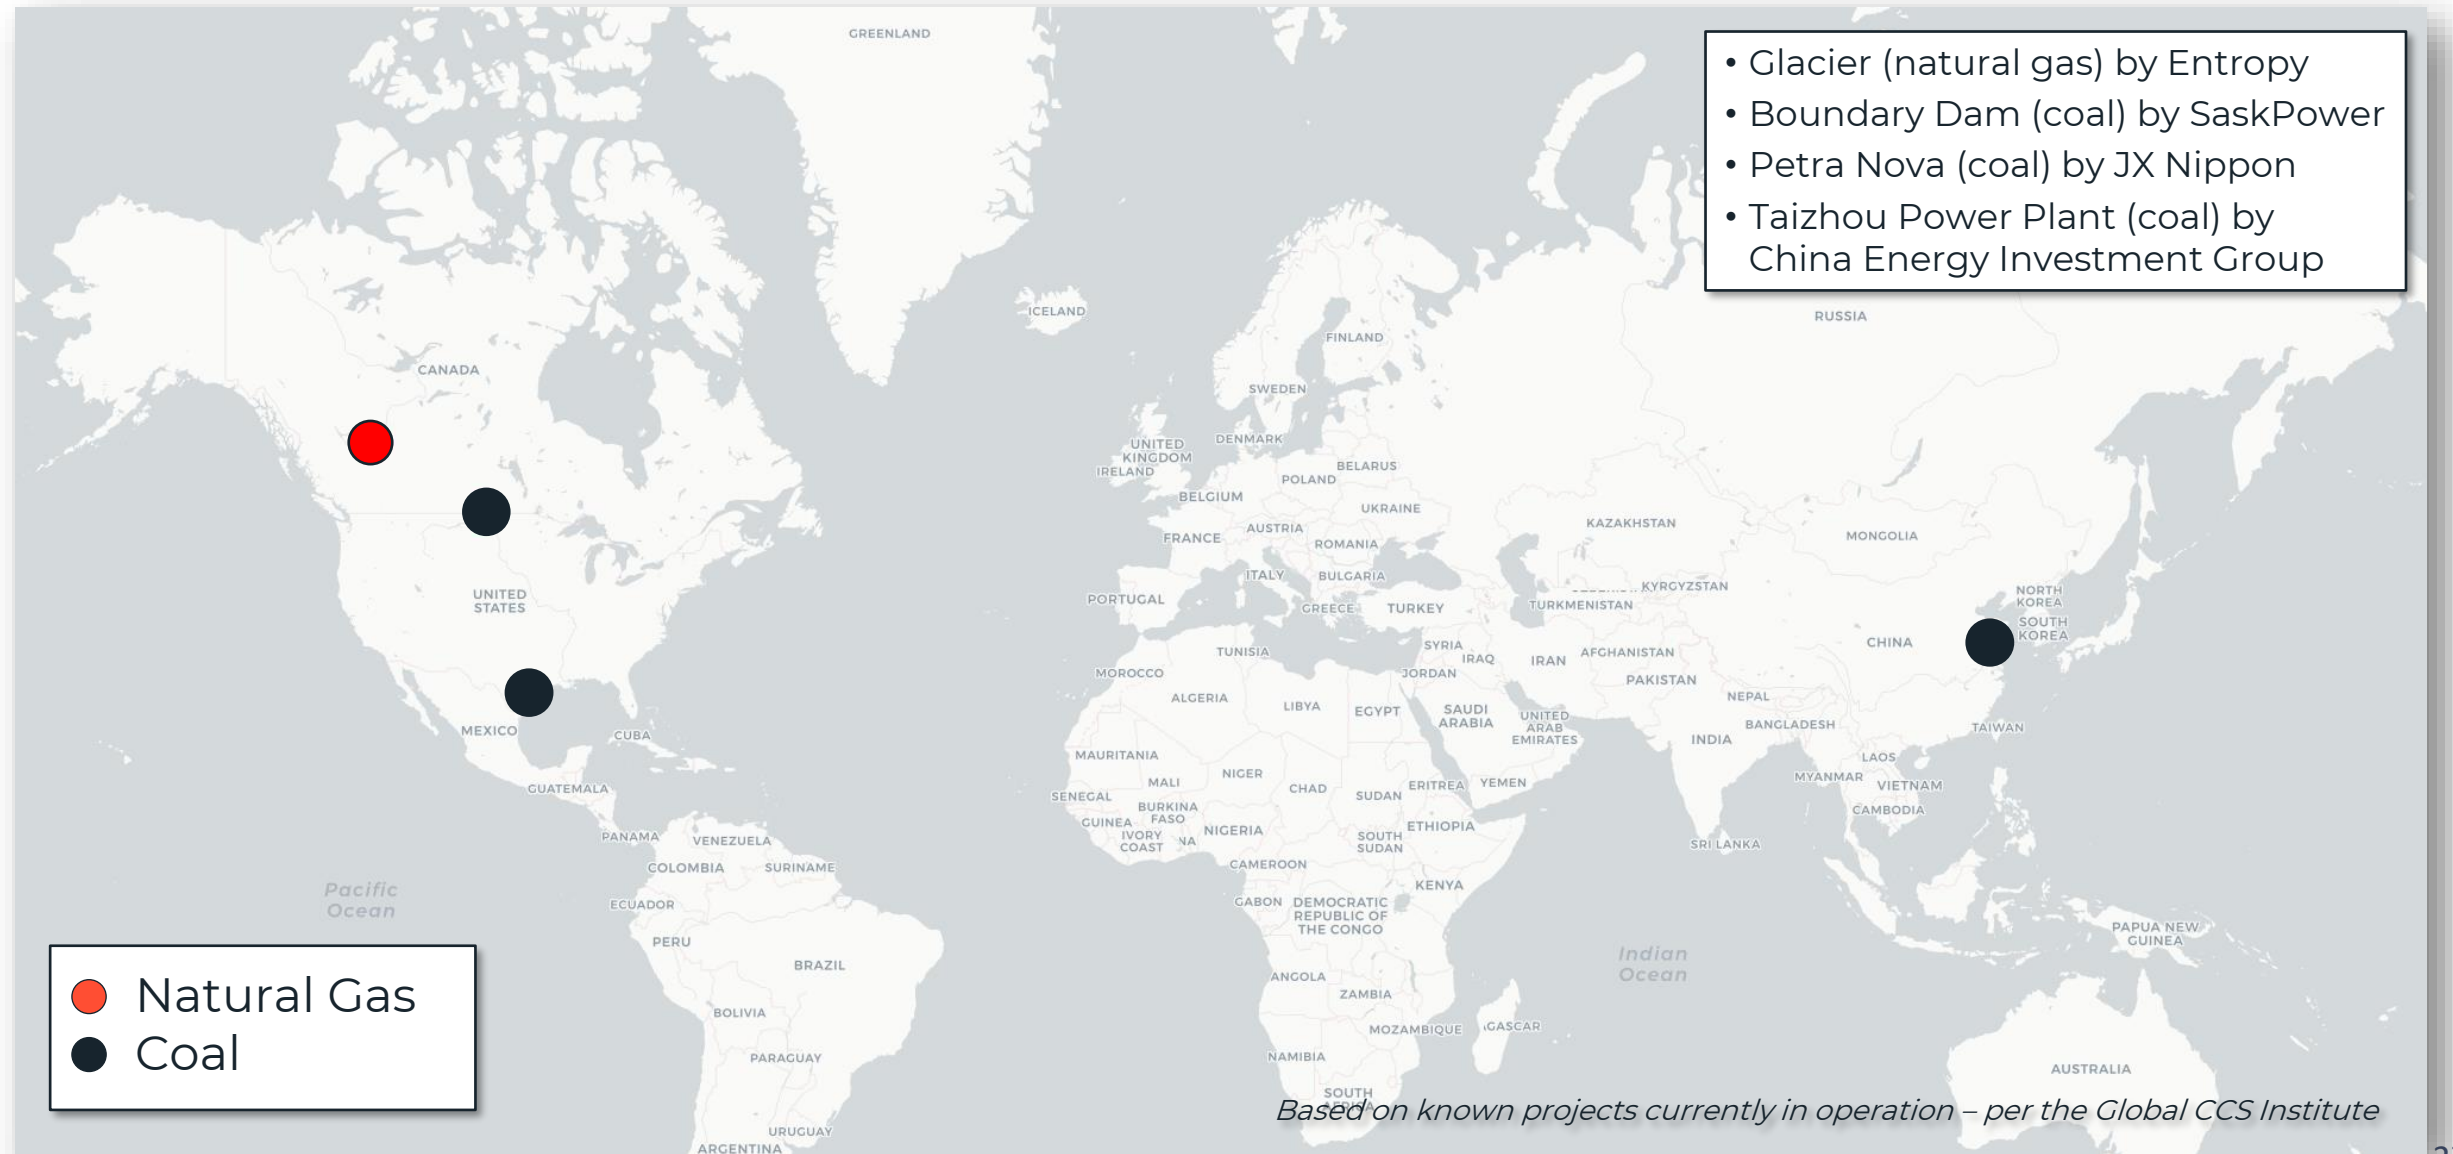 GREENLAND
• Glacier (natural gas) by Entropy
• Boundary Dam (coal) by SaskPower
• Petra Nova (coal) by JX Nippon
• Taizhou Power Plant (coal) by
China Energy Investment Group
ICELAND
RUSSIA
FINLAND
CANADA
SWEDEN
DENMARK
UNITED
KINGDOM
IRELAND
BELARUS
POLAND
BELGIUM
UKRAINE
KAZAKHSTAN
AUSTRIA
FRANCE
ROMANIA
MONGOLIA
ITALY
BULGARIA
KYRGYZSTAN
UNITED
STATES
PORTUGAL
GREECE
TURKEY
TURKMENISTAN
NORTH
KOREA
SOUTH
KOREA
CHINA
SYRIA
TUNISIA
IRAQ
IRAN
AFGHANISTAN
MOROCCO
JORDAN
PAKISTAN
ALGERIA
LIBYA
EGYPT
SAUDI
ARABIA
NEPAL
UNITED
ARAB
EMIRATES
BANGLADESH
TAIWAN
MEXICO
CUBA
INDIA
MAURITANIA
LAOS
NIGER
MYANMAR
VIETNAM
MALI
CHAD
ERITREA
YEMEN
GUATEMALA
SENEGAL
SUDAN
BURKINA
FASO
CAMBODIA
GUINEA
NIGERIA
ETHIOPIA
IVORY
COAST
NA
SOUTH
SUDAN
PANAMA
VENEZUELA
SRI LANKA
COLOMBIA
SURINAME
CAMEROON
KENYA
Pacific
Ocean
ECUADOR
GABON
DEMOCRATIC
REPUBLIC OF
THE CONGO
PAPUA NEW
GUINEA
PERU
BRAZIL
Indian
Ocean
ANGOLA
ZAMBIA
Natural Gas
BOLIVIA
MOZAMBIQUE
AGASCAR
Coal
PARAGUAY
NAMIBIA
AUSTRALIA
SOUTH
AFRICA
Based on known projects currently in operation – per the Global CCS Institute
URUGUAY
ARGENTINA